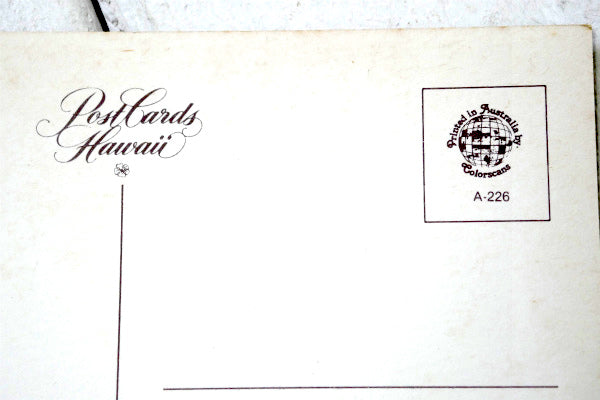 PostCards
Hawaii
Printed in Australia by:
Colorscans
A-226